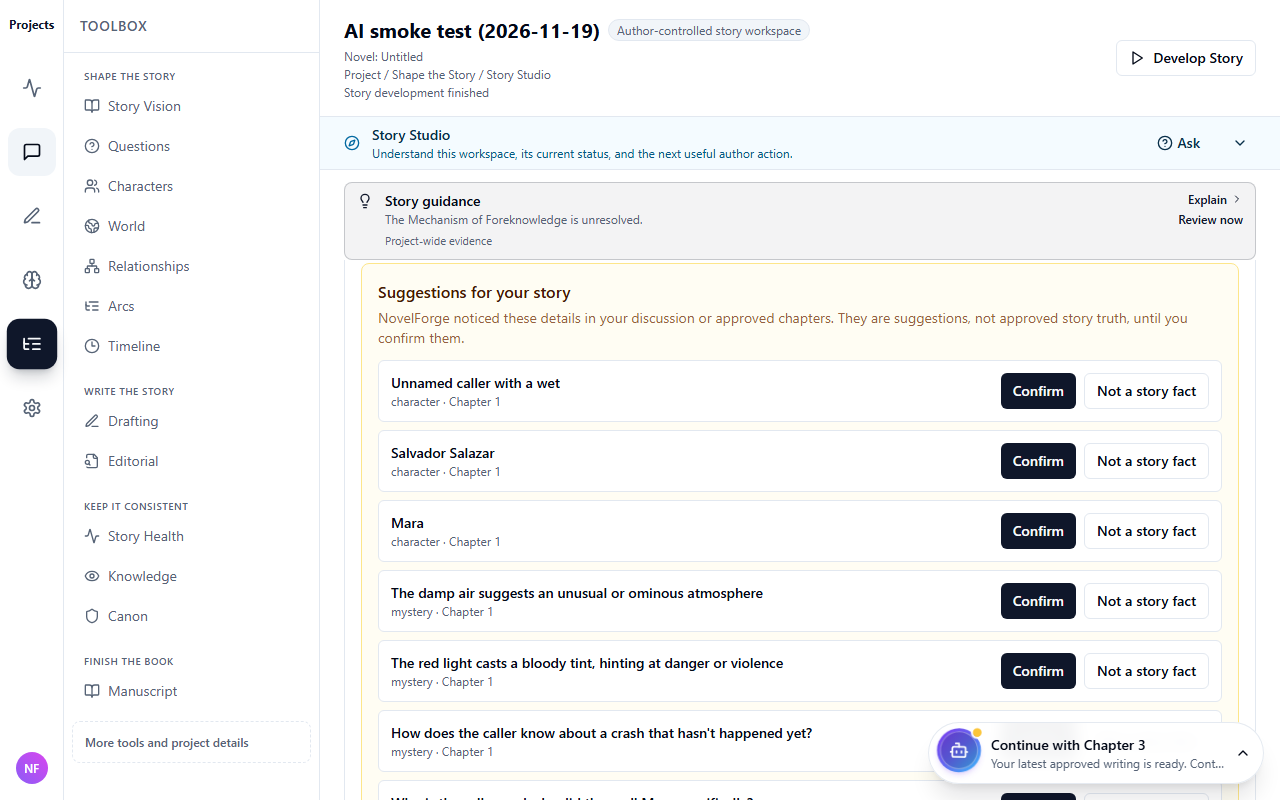 Projects
TOOLBOX
SHAPE THE STORY
Story Vision
Questions
Characters
World
Relationships
Arcs
Timeline
WRITE THE STORY
Drafting
Editorial
KEEP IT CONSISTENT
Story Health
Knowledge
Canon
FINISH THE BOOK
Manuscript
More tools and project details
NF
AI smoke test (2026-11-19)
Author-controlled story workspace
Novel: Untitled
Project / Shape the Story / Story Studio
Story development finished
Develop Story
Story Studio
Understand this workspace, its current status, and the next useful author action.
Ask
Story guidance
The Mechanism of Foreknowledge is unresolved.
Project-wide evidence
Explain
Review now
Suggestions for your story
NovelForge noticed these details in your discussion or approved chapters. They are suggestions, not approved story truth, until you
confirm them.
Unnamed caller with a wet
character · Chapter 1
Confirm
Not a story fact
Salvador Salazar
character · Chapter 1
Confirm
Not a story fact
Mara
character · Chapter 1
Confirm
Not a story fact
The damp air suggests an unusual or ominous atmosphere
mystery · Chapter 1
Confirm
Not a story fact
The red light casts a bloody tint, hinting at danger or violence
mystery · Chapter 1
Confirm
Not a story fact
How does the caller know about a crash that hasn't happened yet?
mystery · Chapter 1
Continue with Chapter 3
Your latest approved writing is ready. Cont...